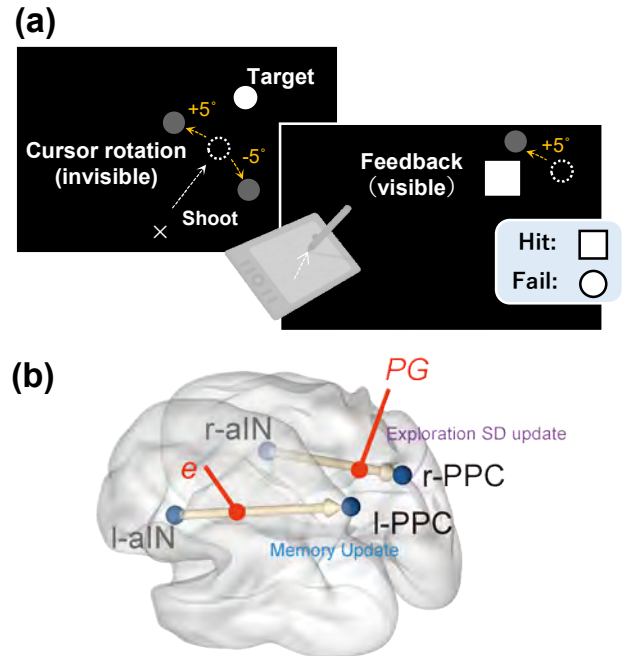 (a)
Target
+5°
Cursor rotation
(invisible)
-5°
Shoot
Feedback
（visible）
+5°
Hit:
Fail:
(b)
PG
r-aIN
Exploration SD update
e
r-PPC
l-aIN
l-PPC
Memory Update